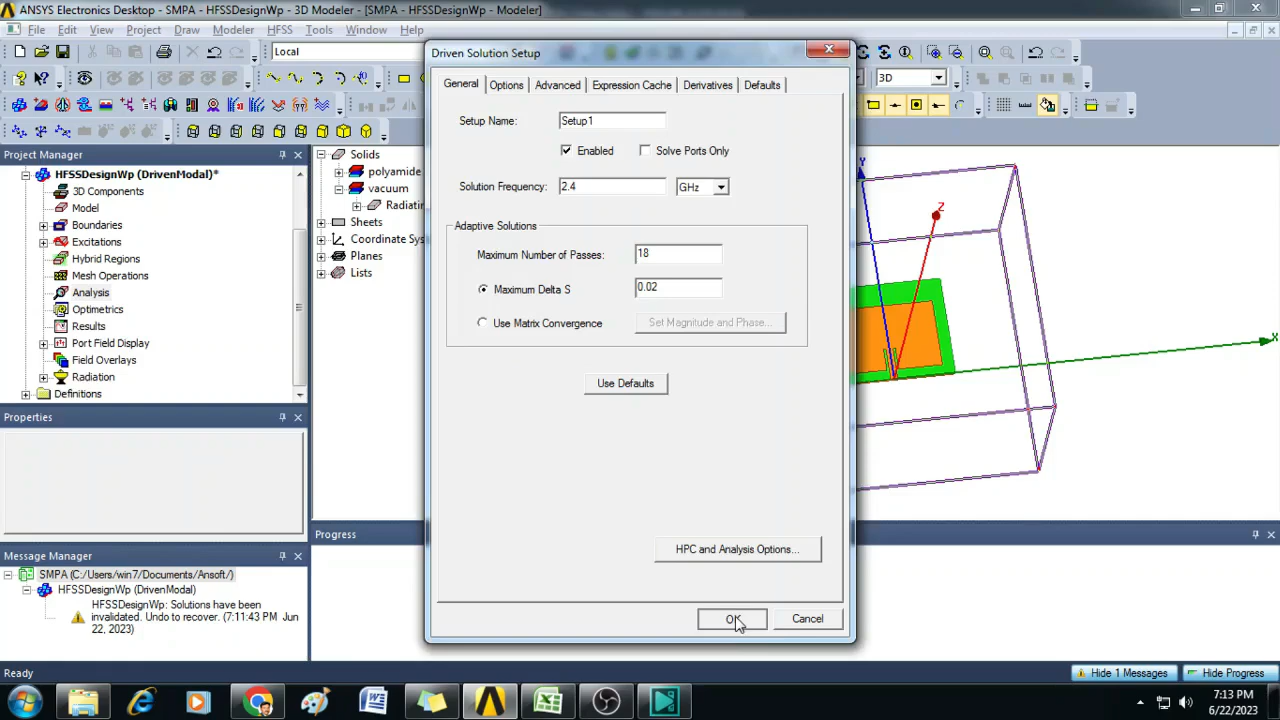 ANSYS Electronics Desktop - SMPA - HFSSDesignWp - 3D Modeler - [SMPA - HFSSDesignWp - Modeler]
File Edit View Project Draw Modeler HFSS Tools Window Help
Local
3D
Project Manager
HFSSDesignWp (DrivenModal)*
3D Components
Model
Boundaries
Excitations
Hybrid Regions
Mesh Operations
Analysis
Optimetrics
Results
Port Field Display
Field Overlays
Radiation
Definitions
Properties
Solids
polyamide
vacuum
Radiatin
Sheets
Coordinate Sys
Planes
Lists
Driven Solution Setup
General Options Advanced Expression Cache Derivatives Defaults
Setup Name: Setup1
Enabled Solve Ports Only
Solution Frequency: 2.4 GHz
Adaptive Solutions
Maximum Number of Passes: 18
Maximum Delta S 0.02
Use Matrix Convergence Set Magnitude and Phase...
Use Defaults
HPC and Analysis Options...
OK Cancel
Y
Z
X
Progress
Message Manager
SMPA (C:/Users/win7/Documents/Ansoft/)
HFSSDesignWp (DrivenModal)
HFSSDesignWp: Solutions have been
invalidated. Undo to recover. (7:11:43 PM Jun
22, 2023)
Ready
Hide 1 Messages Hide Progress
7:13 PM
6/22/2023